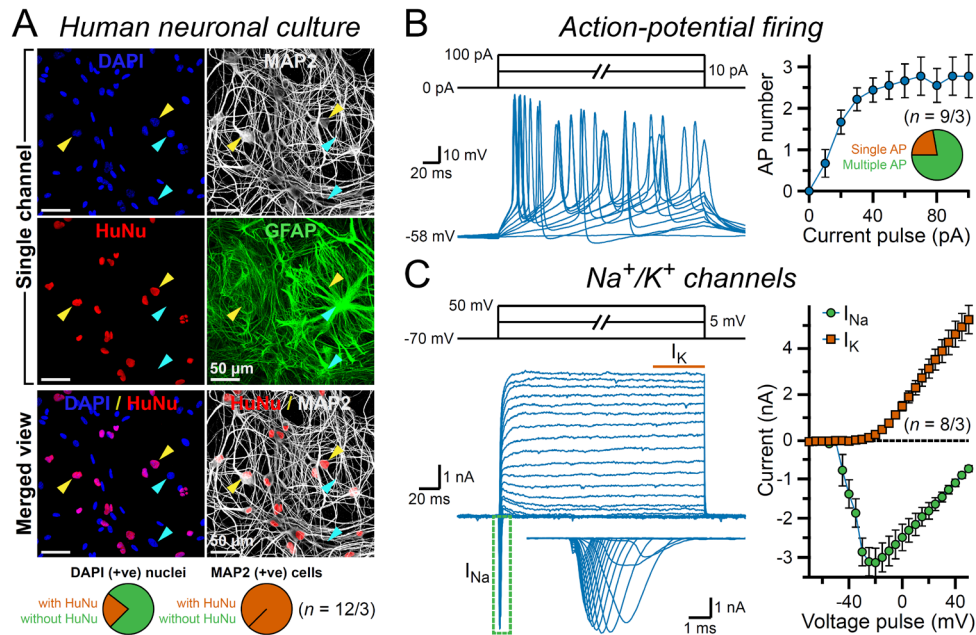 A Human neuronal culture
Single channel
DAPI
MAP2
HuNu
GFAP
50 µm
Merged view
DAPI / HuNu
HuNu / MAP2
50 µm
DAPI (+ve) nuclei
MAP2 (+ve) cells
with HuNu
without HuNu
with HuNu
without HuNu
(n = 12/3)
B Action-potential firing
100 pA
0 pA
10 pA
10 mV
20 ms
-58 mV
AP number
3
2
1
0
(n = 9/3)
Single AP
Multiple AP
0 40 80
Current pulse (pA)
C Na⁺/K⁺ channels
50 mV
-70 mV
5 mV
I_K
1 nA
20 ms
I_Na
1 nA
1 ms
I_Na
I_K
Current (nA)
4
2
0
-1
-2
-3
(n = 8/3)
-40 0 40
Voltage pulse (mV)